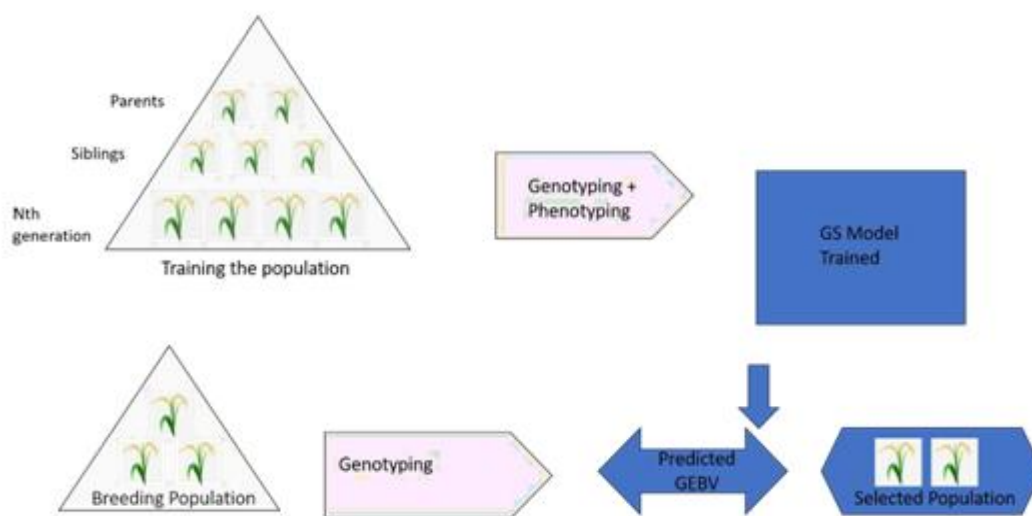 Parents
Siblings
Nth
generation
Training the population
Genotyping +
Phenotyping
GS Model
Trained
Breeding Population
Genotyping
Predicted
GEBV
Selected Population